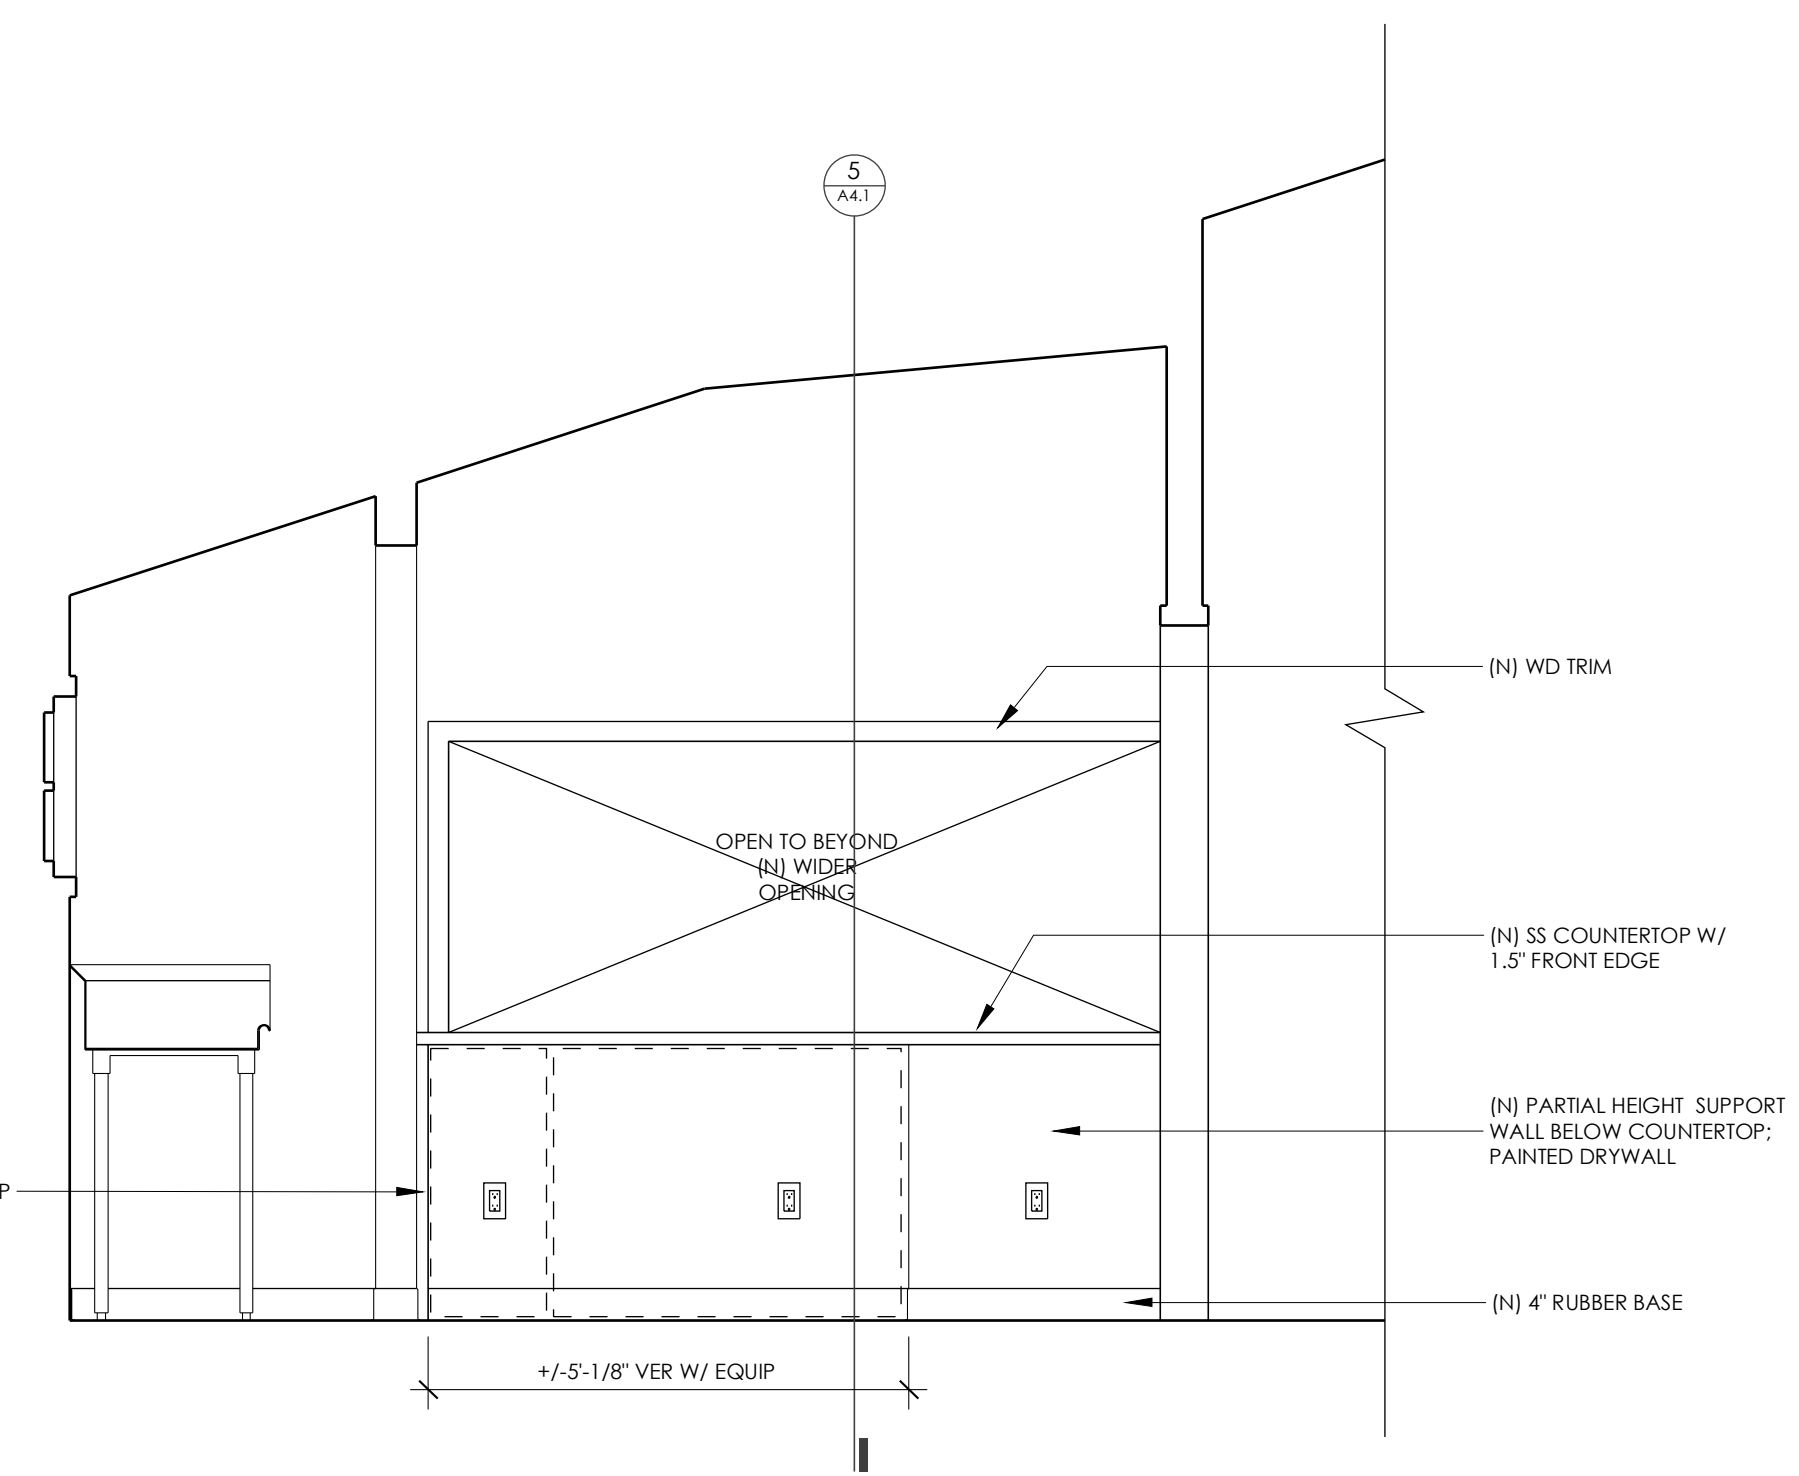 5
A4.1
(N) WD TRIM
OPEN TO BEYOND
(N) WIDER
OPENING
(N) SS COUNTERTOP W/
1.5" FRONT EDGE
(N) PARTIAL HEIGHT SUPPORT
WALL BELOW COUNTERTOP;
PAINTED DRYWALL
P
(N) 4" RUBBER BASE
+/-5'-1/8" VER W/ EQUIP